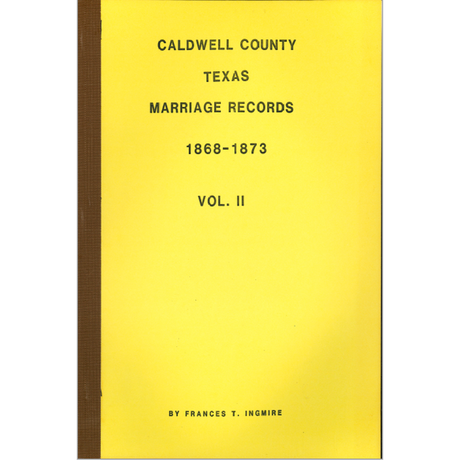 CALDWELL COUNTY
TEXAS
MARRIAGE RECORDS
1868-1873
VOL. II
BY FRANCES T. INGMIRE